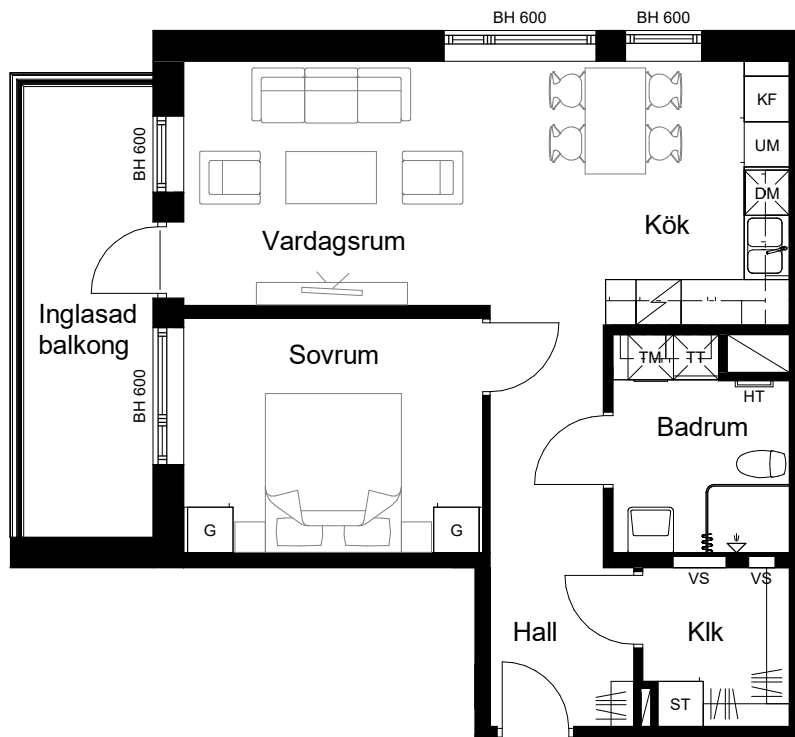 BH 600
BH 600
KF
BH 600
UM
DM
Kök
Vardagsrum
Inglasad
balkong
Sovrum
TM
TT
HT
BH 600
Badrum
G
G
VS
VS
Hall
Klk
ST